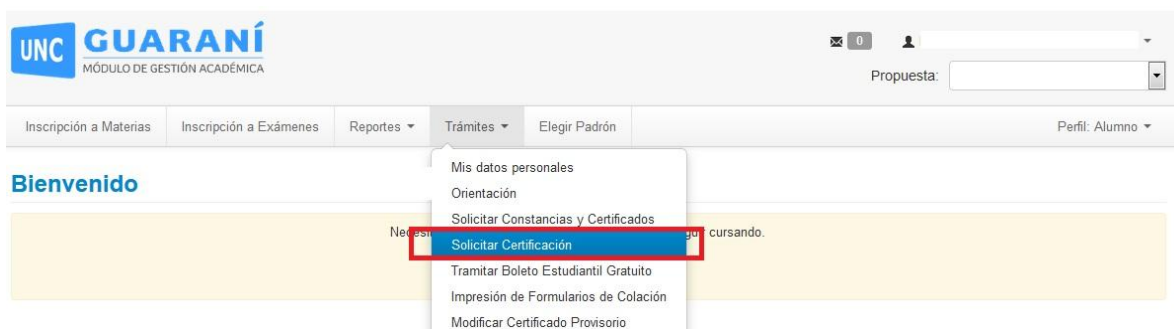 UNC GUARANÍ
MÓDULO DE GESTIÓN ACADÉMICA
0
Propuesta:
Inscripción a Materias Inscripción a Exámenes Reportes Trámites Elegir Padrón Perfil: Alumno
Mis datos personales
Bienvenido
Orientación
Solicitar Constancias y Certificados
cursando.
Solicitar Certificación
Tramitar Boleto Estudiantil Gratuito
Impresión de Formularios de Colación
Modificar Certificado Provisorio